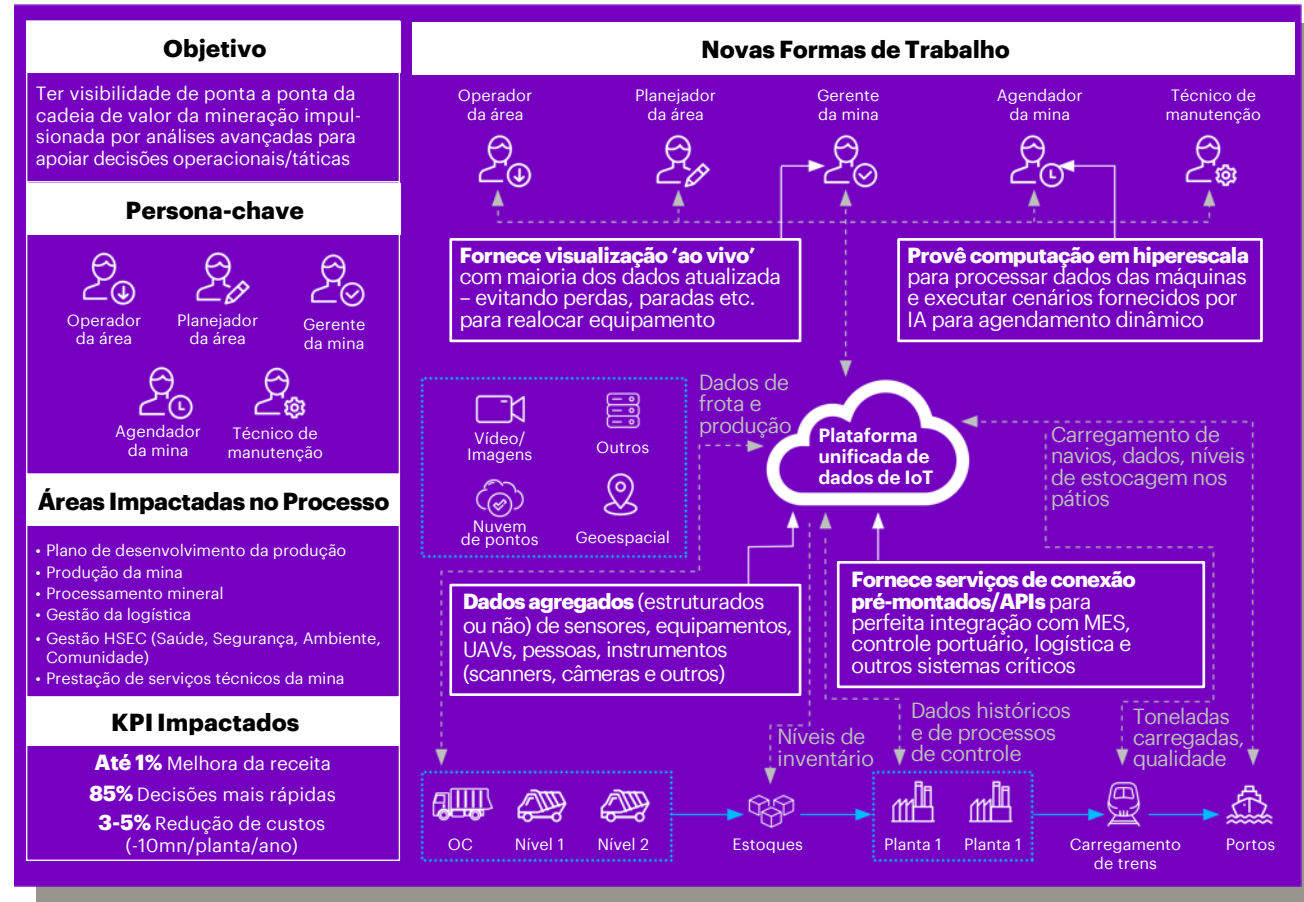 Objetivo
Ter visibilidade de ponta a ponta da
cadeia de valor da mineração impul-
sionada por análises avançadas para
apoiar decisões operacionais/táticas
Persona-chave
Operador
da área
Planejador
da área
Gerente
da mina
Agendador
da mina
Técnico de
manutenção
Áreas Impactadas no Processo
• Plano de desenvolvimento da produção
• Produção da mina
• Processamento mineral
• Gestão da logística
• Gestão HSEC (Saúde, Segurança, Ambiente,
Comunidade)
• Prestação de serviços técnicos da mina
KPI Impactados
Até 1% Melhora da receita
85% Decisões mais rápidas
3-5% Redução de custos
(-10mn/planta/ano)
Novas Formas de Trabalho
Operador
da área
Planejador
da área
Gerente
da mina
Agendador
da mina
Técnico de
manutenção
Fornece visualização ‘ao vivo’
com maioria dos dados atualizada
– evitando perdas, paradas etc.
para realocar equipamento
Provê computação em hiperescala
para processar dados das máquinas
e executar cenários fornecidos por
IA para agendamento dinâmico
Vídeo/
Imagens
Outros
Nuvem
de pontos
Geoespacial
Dados de
frota e
produção
Plataforma
unificada de
dados de IoT
Carregamento de
navios, dados, níveis
de estocagem nos
pátios
Dados agregados (estruturados
ou não) de sensores, equipamentos,
UAVs, pessoas, instrumentos
(scanners, câmeras e outros)
Fornece serviços de conexão
pré-montados/APIs para
perfeita integração com MES,
controle portuário, logística e
outros sistemas críticos
Níveis de
inventário
Dados históricos
e de processos
de controle
Toneladas
carregadas,
qualidade
OC
Nível 1
Nível 2
Estoques
Planta 1
Planta 1
Carregamento
de trens
Portos